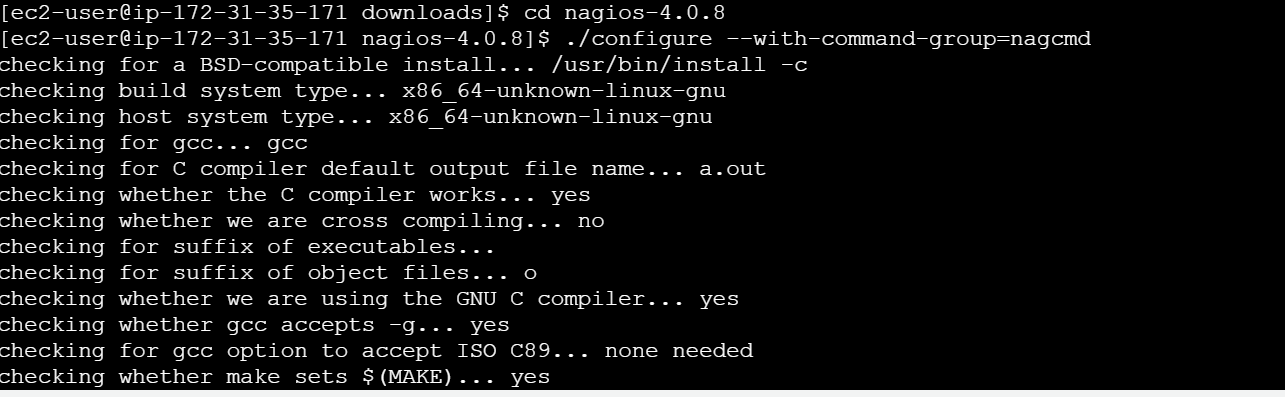 [ec2-user@ip-172-31-35-171 downloads]$ cd nagios-4.0.8
[ec2-user@ip-172-31-35-171 nagios-4.0.8]$ ./configure --with-command-group=nagcmd
checking for a BSD-compatible install... /usr/bin/install -c
checking build system type... x86_64-unknown-linux-gnu
checking host system type... x86_64-unknown-linux-gnu
checking for gcc... gcc
checking for C compiler default output file name... a.out
checking whether the C compiler works... yes
checking whether we are cross compiling... no
checking for suffix of executables...
checking for suffix of object files... o
checking whether we are using the GNU C compiler... yes
checking whether gcc accepts -g... yes
checking for gcc option to accept ISO C89... none needed
checking whether make sets $(MAKE)... yes